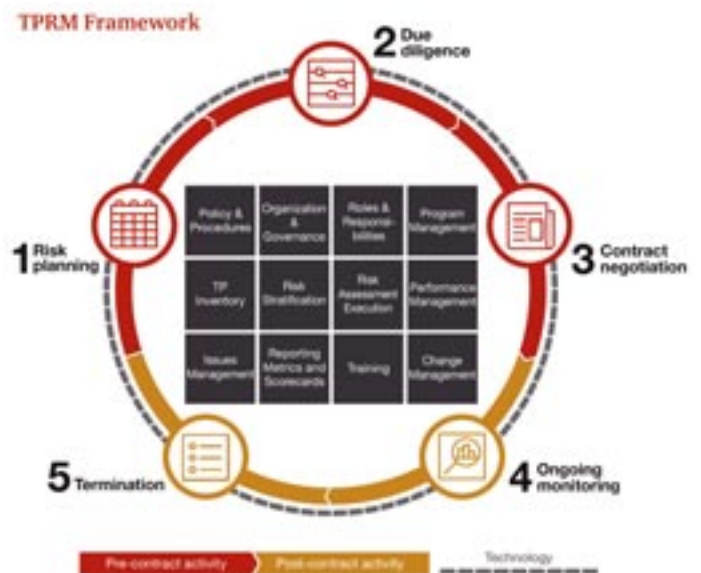 TPRM Framework
2 Due
diligence
1 Risk
planning
3 Contract
negotiation
Policy &
Procedures
Organization
&
Governance
Roles &
Responsi-
bilities
Program
Management
TP
Inventory
Risk
Stratification
Risk
Assessment
Execution
Performance
Management
Issues
Management
Reporting
Metrics and
Scorecards
Training
Change
Management
5 Termination
4 Ongoing
monitoring
Pre-contract activity
Post-contract activity
Technology